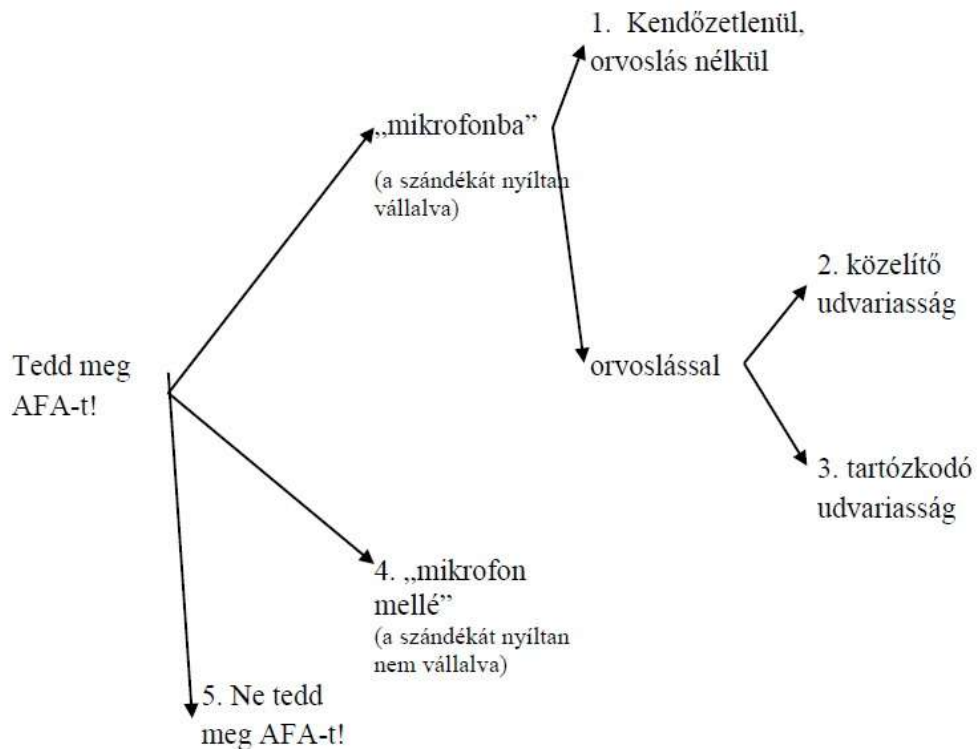 1. Kendőzetlenül,
orvoslás nélkül
„mikrofonba”
(a szándékát nyíltan
vállalva)
2. közelítő
udvariasság
Tedd meg
AFA-t!
orvoslással
3. tartózkodó
udvariasság
4. „mikrofon
mellé”
(a szándékát nyíltan
nem vállalva)
5. Ne tedd
meg AFA-t!